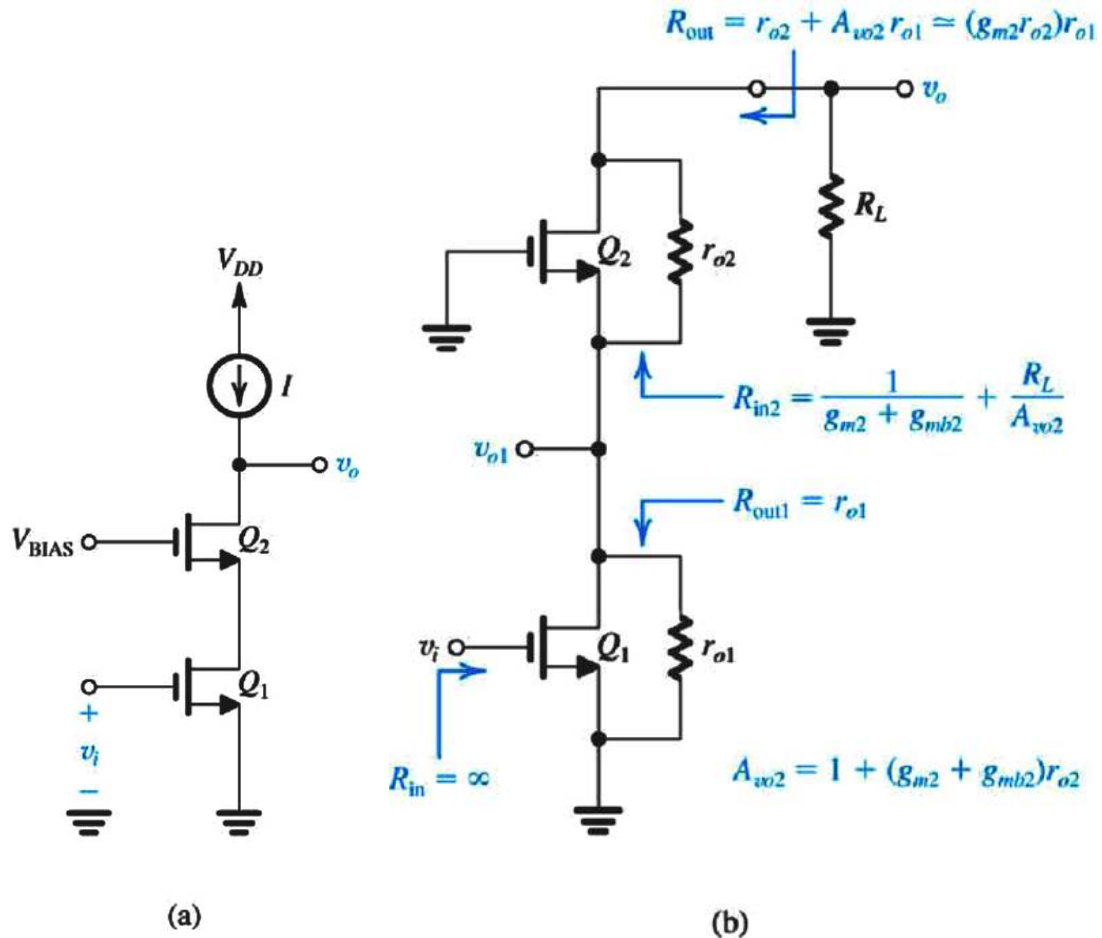 R_out = r_o2 + A_vo2 r_o1 ≃ (g_m2 r_o2)r_o1
v_o
R_L
Q_2
r_o2
V_DD
I
R_in2 = 1/(g_m2 + g_mb2) + R_L/A_vo2
v_o1
v_o
R_out1 = r_o1
V_BIAS
Q_2
v_i
Q_1
r_o1
Q_1
+
v_i
−
R_in = ∞
A_vo2 = 1 + (g_m2 + g_mb2)r_o2
(a)
(b)